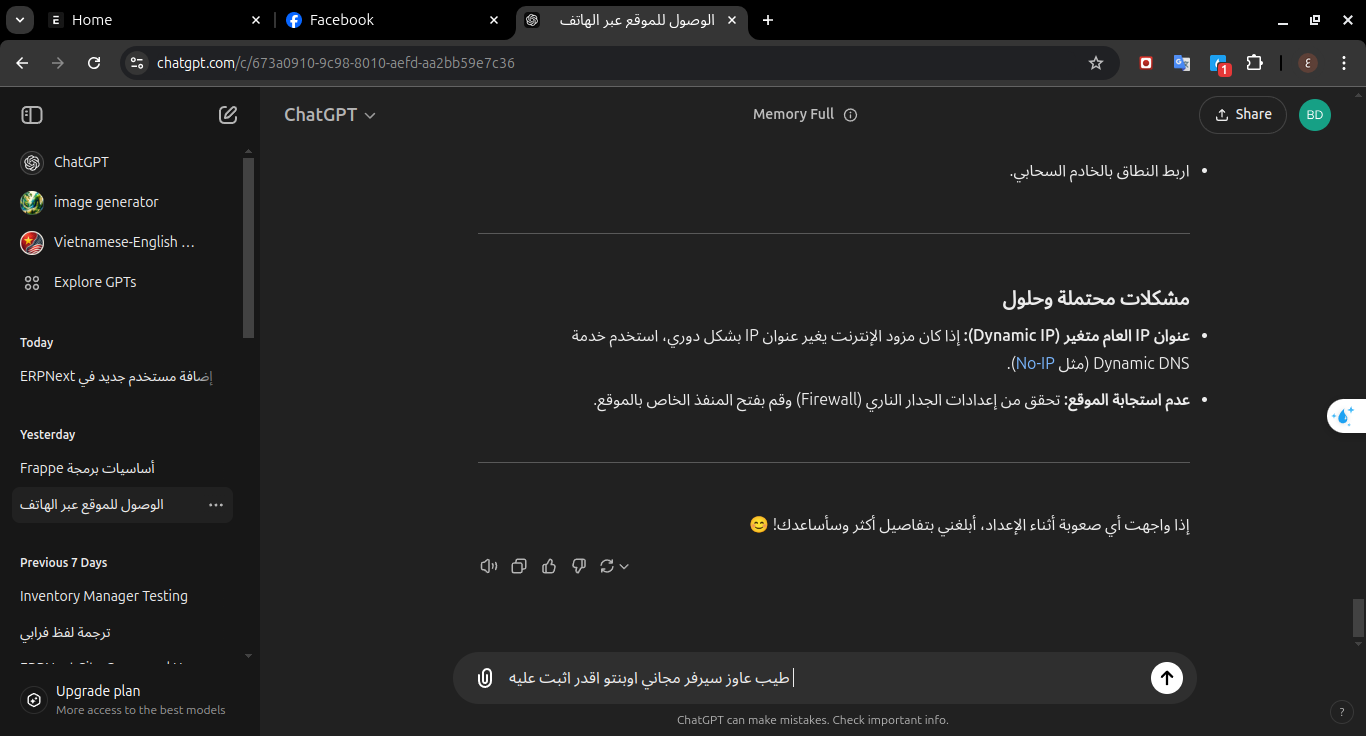 Home
Facebook
الوصول للموقع عبر الهاتف
chatgpt.com/c/673a0910-9c98-8010-aefd-aa2bb59e7c36
1
ε
ChatGPT
Memory Full
Share
BD
ChatGPT
image generator
Vietnamese-English ...
Explore GPTs
Today
إضافة مستخدم جديد في ERPNext
Yesterday
أساسيات برمجة Frappe
الوصول للموقع عبر الهاتف
Previous 7 Days
Inventory Manager Testing
ترجمة لفظ فرابي
Upgrade plan
More access to the best models
اربط النطاق بالخادم السحابي.
مشكلات محتملة وحلول
عنوان IP العام متغير (Dynamic IP): إذا كان مزود الإنترنت يغير عنوان IP بشكل دوري، استخدم خدمة
Dynamic DNS (مثل No-IP).
عدم استجابة الموقع: تحقق من إعدادات الجدار الناري (Firewall) وقم بفتح المنفذ الخاص بالموقع.
إذا واجهت أي صعوبة أثناء الإعداد، أبلغني بتفاصيل أكثر وسأساعدك! 😊
طيب عاوز سيرفر مجاني اوبنتو اقدر اثبت عليه
ChatGPT can make mistakes. Check important info.
?